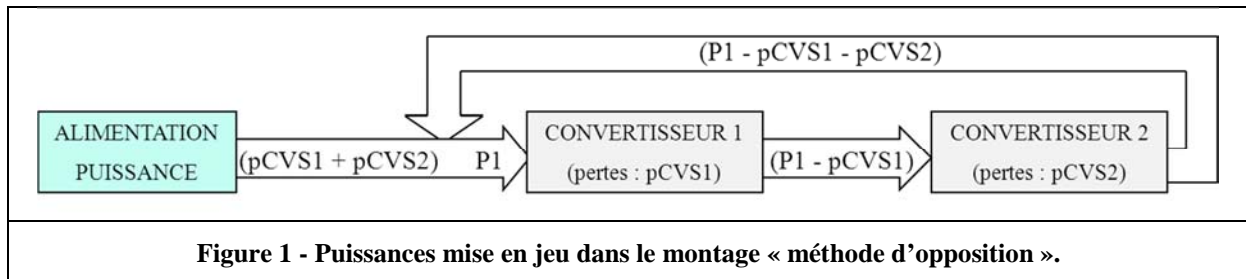 (P1 - pCVS1 - pCVS2)
ALIMENTATION
PUISSANCE
(pCVS1 + pCVS2)
P1
CONVERTISSEUR 1
(pertes : pCVS1)
(P1 - pCVS1)
CONVERTISSEUR 2
(pertes : pCVS2)
Figure 1 - Puissances mise en jeu dans le montage « méthode d’opposition ».